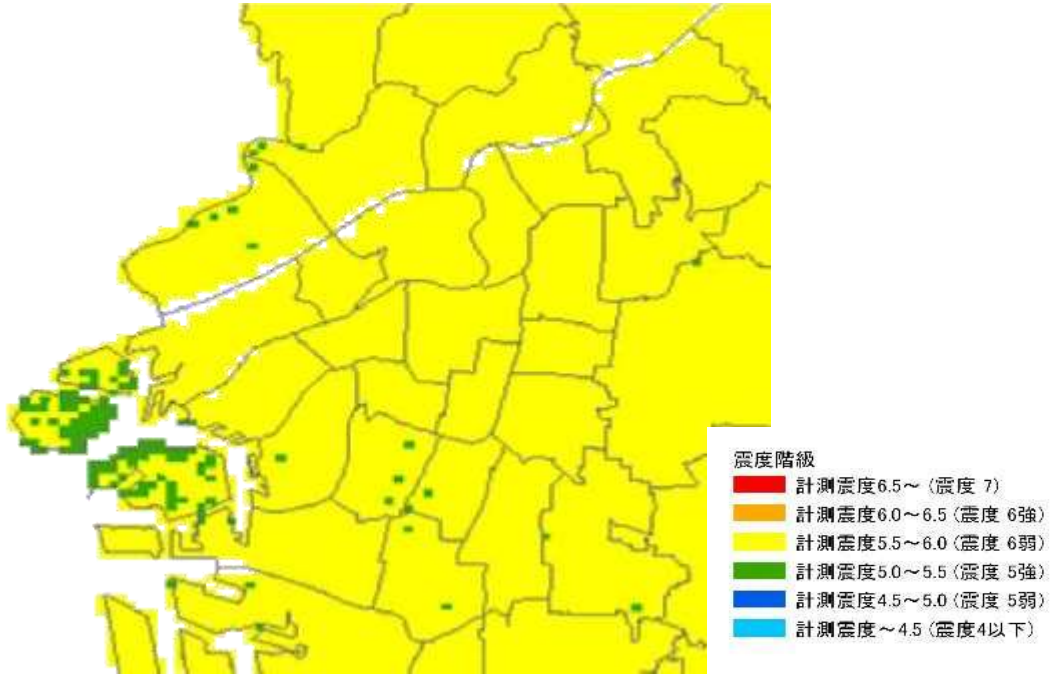 震度階級
計測震度6.5～ (震度 7)
計測震度6.0～6.5 (震度 6強)
計測震度5.5～6.0 (震度 6弱)
計測震度5.0～5.5 (震度 5強)
計測震度4.5～5.0 (震度 5弱)
計測震度～4.5 (震度4以下)